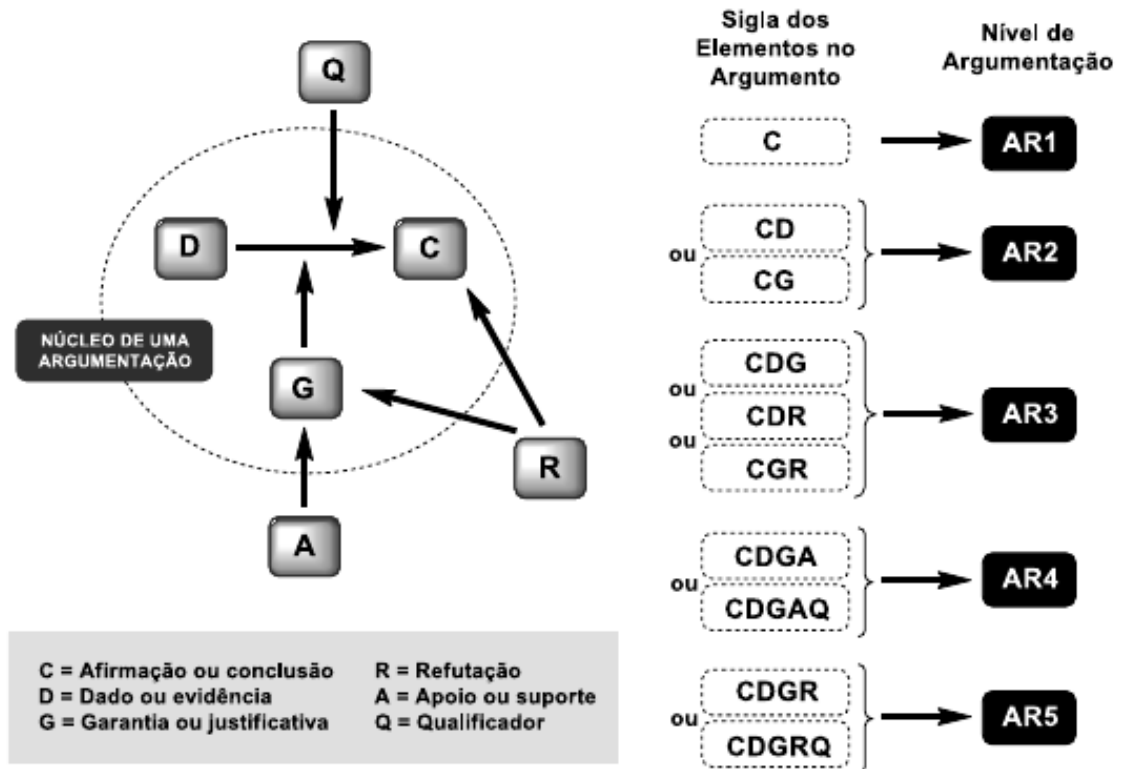 Q
D
C
NÚCLEO DE UMA
ARGUMENTAÇÃO
G
R
A
C = Afirmação ou conclusão
D = Dado ou evidência
G = Garantia ou justificativa
R = Refutação
A = Apoio ou suporte
Q = Qualificador
Sigla dos
Elementos no
Argumento
Nível de
Argumentação
C
AR1
CD
ou
CG
AR2
CDG
ou
CDR
ou
CGR
AR3
CDGA
ou
CDGAQ
AR4
CDGR
ou
CDGRQ
AR5